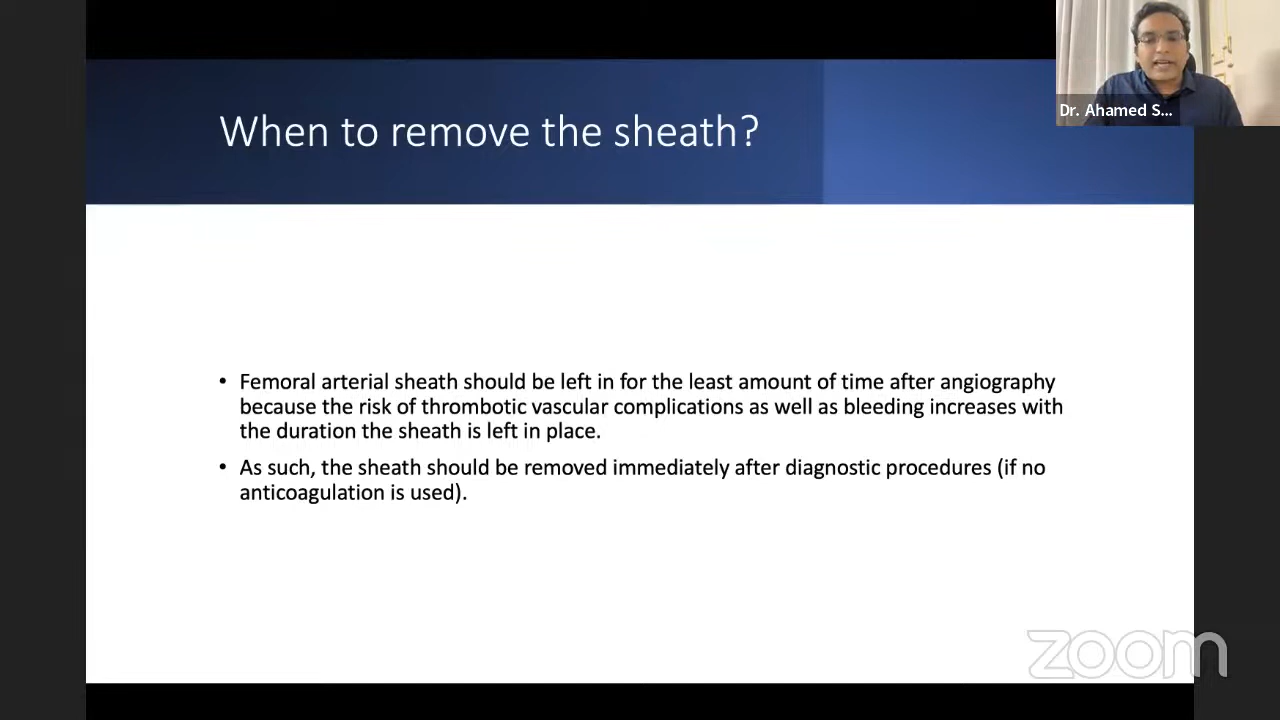 When to remove the sheath?
Dr. Ahamed S...
• Femoral arterial sheath should be left in for the least amount of time after angiography
because the risk of thrombotic vascular complications as well as bleeding increases with
the duration the sheath is left in place.
• As such, the sheath should be removed immediately after diagnostic procedures (if no
anticoagulation is used).
zoom